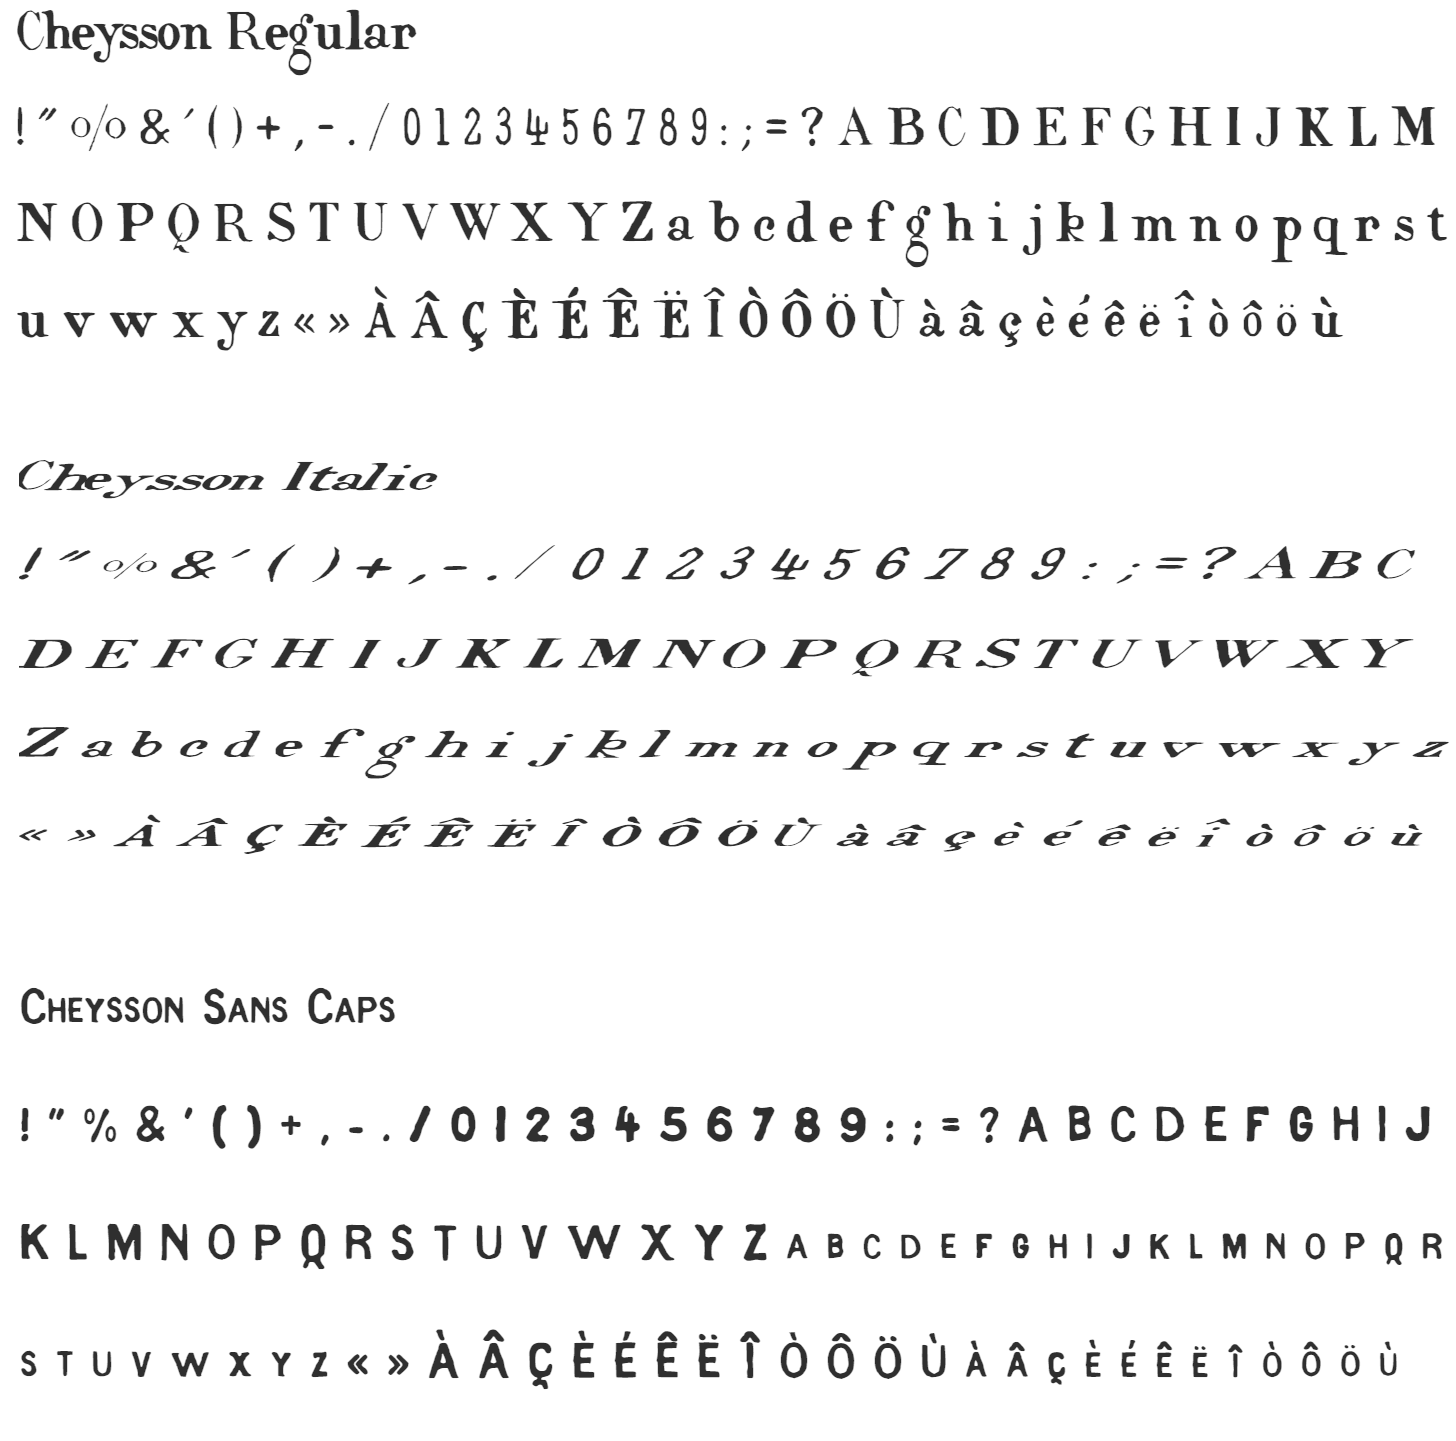 Cheysson Regular
! " % & ' ( ) + , - . / 0 1 2 3 4 5 6 7 8 9 : ; = ? A B C D E F G H I J K L M
N O P Q R S T U V W X Y Z a b c d e f g h i j k l m n o p q r s t
u v w x y z « » À Â Ç È É Ê Ë Î Ò Ô Ö Ù à â ç è é ê ë î ò ô ö ù
Cheysson Italic
! " % & ' ( ) + , - . / 0 1 2 3 4 5 6 7 8 9 : ; = ? A B C
D E F G H I J K L M N O P Q R S T U V W X Y
Z a b c d e f g h i j k l m n o p q r s t u v w x y z
« » À Â Ç È É Ê Ë Î Ò Ô Ö Ù à â ç è é ê ë î ò ô ö ù
CHEYSSON SANS CAPS
! " % & ' ( ) + , - . / 0 1 2 3 4 5 6 7 8 9 : ; = ? A B C D E F G H I J
K L M N O P Q R S T U V W X Y Z A B C D E F G H I J K L M N O P Q R
S T U V W X Y Z « » À Â Ç È É Ê Ë Î Ò Ô Ö Ù À Â Ç È É Ê Ë Î Ò Ô Ö Ù